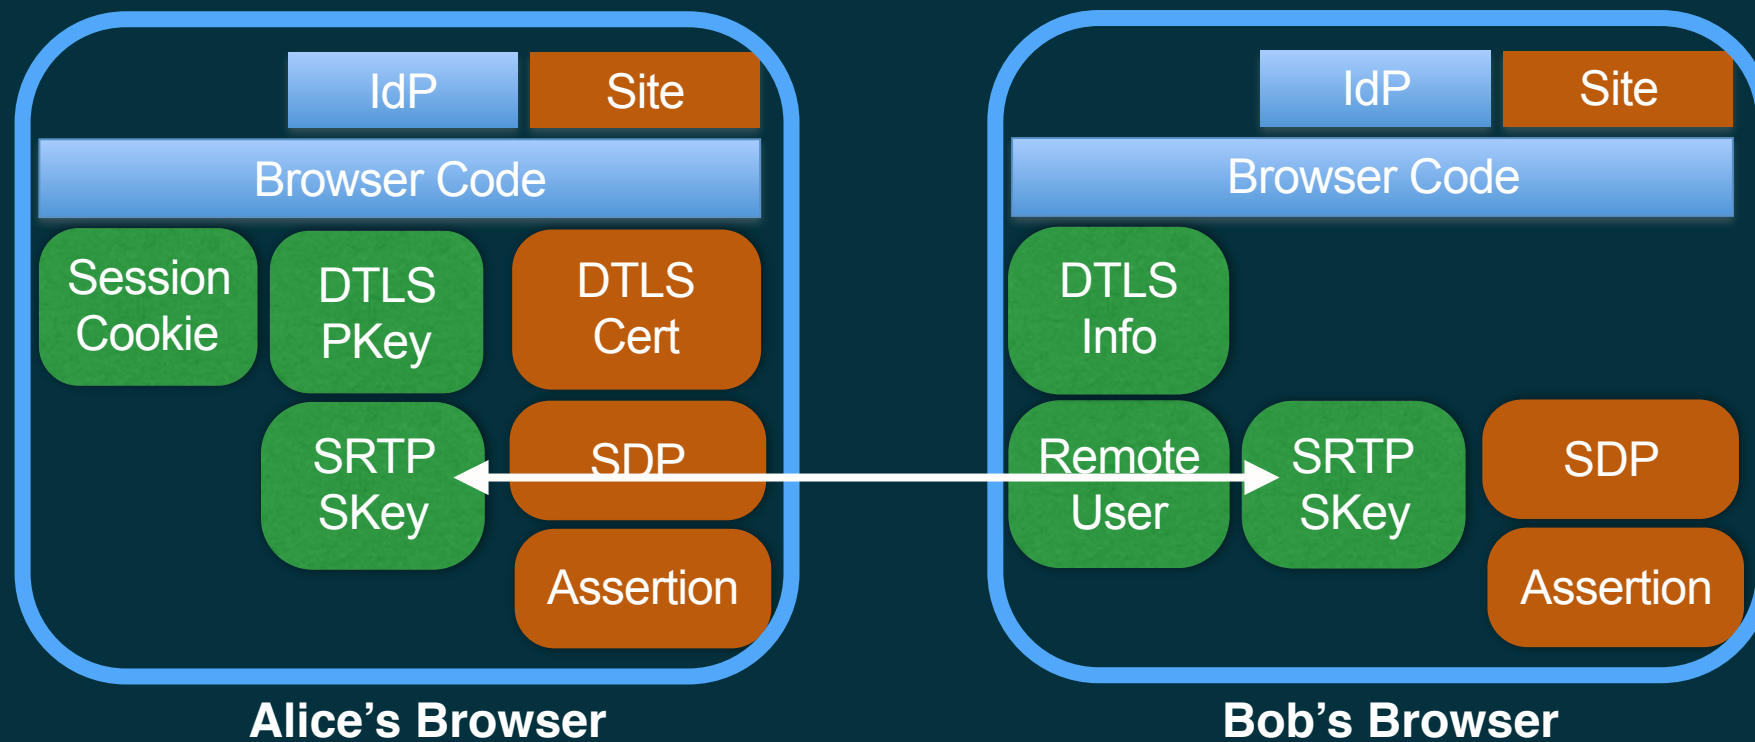 IdP
Site
Browser Code
Session
Cookie
DTLS
PKey
DTLS
Cert
SRTP
SKey
SDP
Assertion
Alice's Browser
IdP
Site
Browser Code
DTLS
Info
Remote
User
SRTP
SKey
SDP
Assertion
Bob's Browser